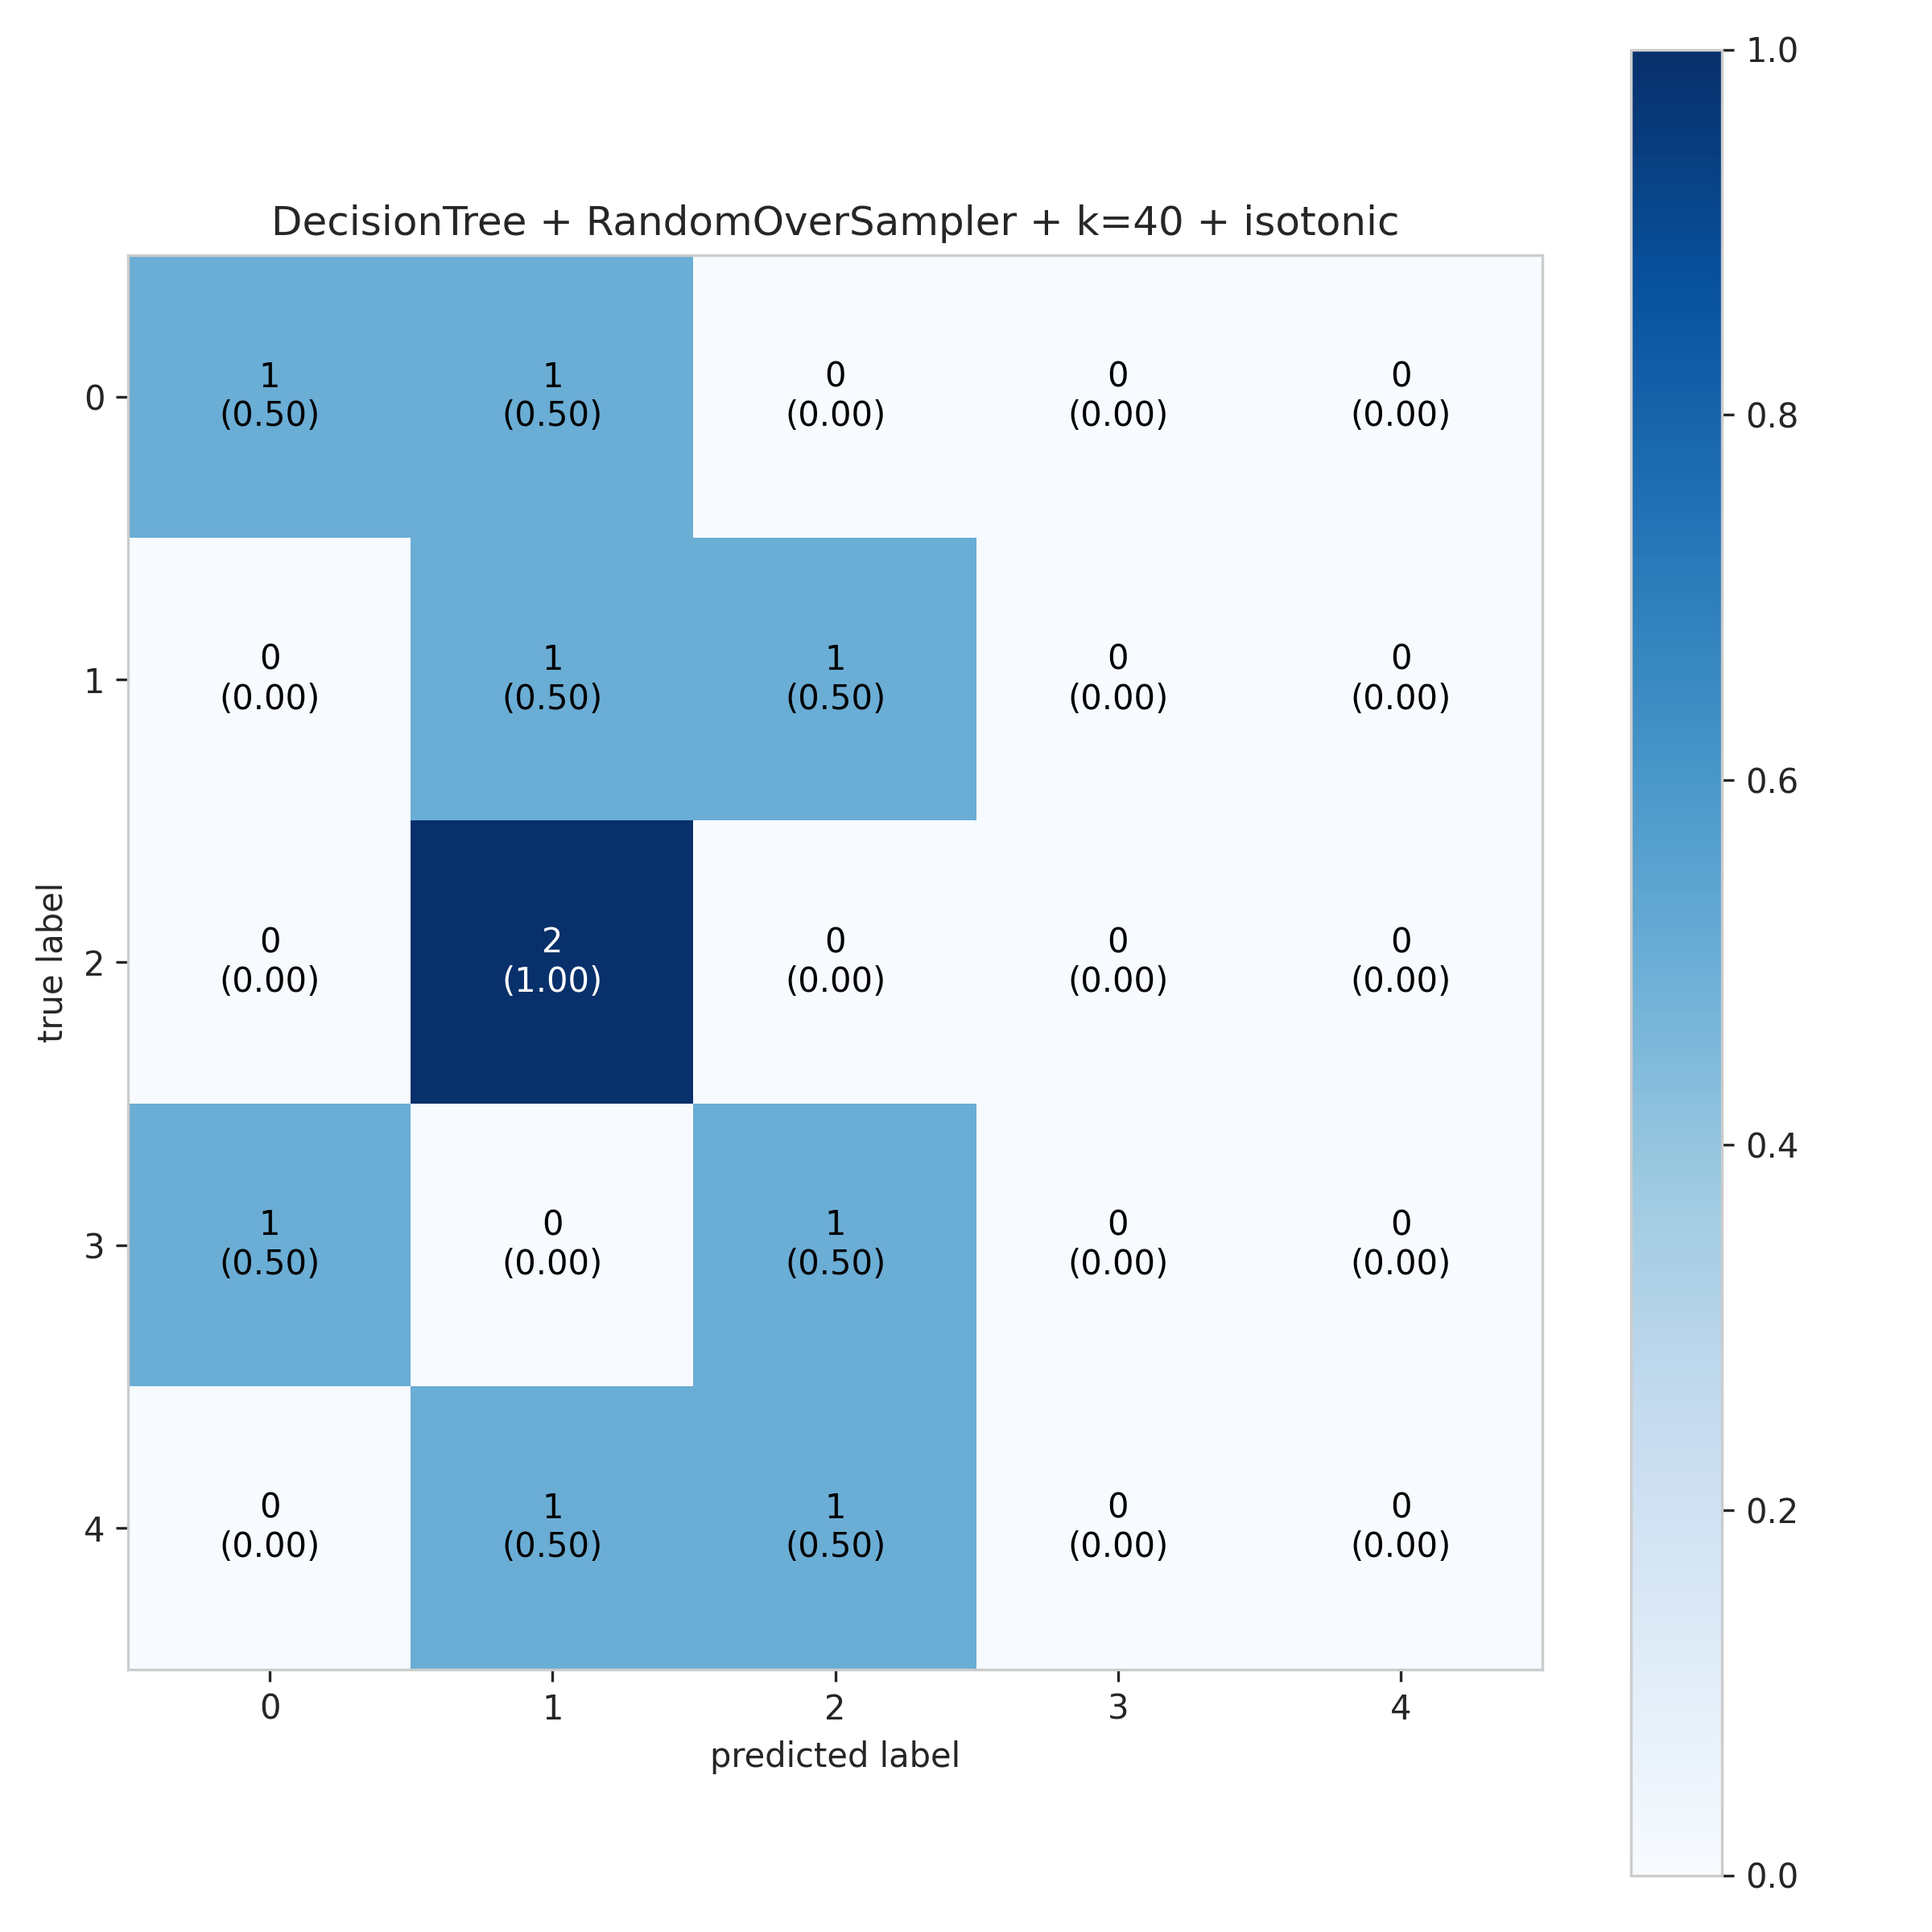 DecisionTree + RandomOverSampler + k=40 + isotonic
true label
0
1 1 0 0 0
(0.50) (0.50) (0.00) (0.00) (0.00)
1
0 1 1 0 0
(0.00) (0.50) (0.50) (0.00) (0.00)
2
0 2 0 0 0
(0.00) (1.00) (0.00) (0.00) (0.00)
3
1 0 1 0 0
(0.50) (0.00) (0.50) (0.00) (0.00)
4
0 1 1 0 0
(0.00) (0.50) (0.50) (0.00) (0.00)
0 1 2 3 4
predicted label
1.0
0.8
0.6
0.4
0.2
0.0